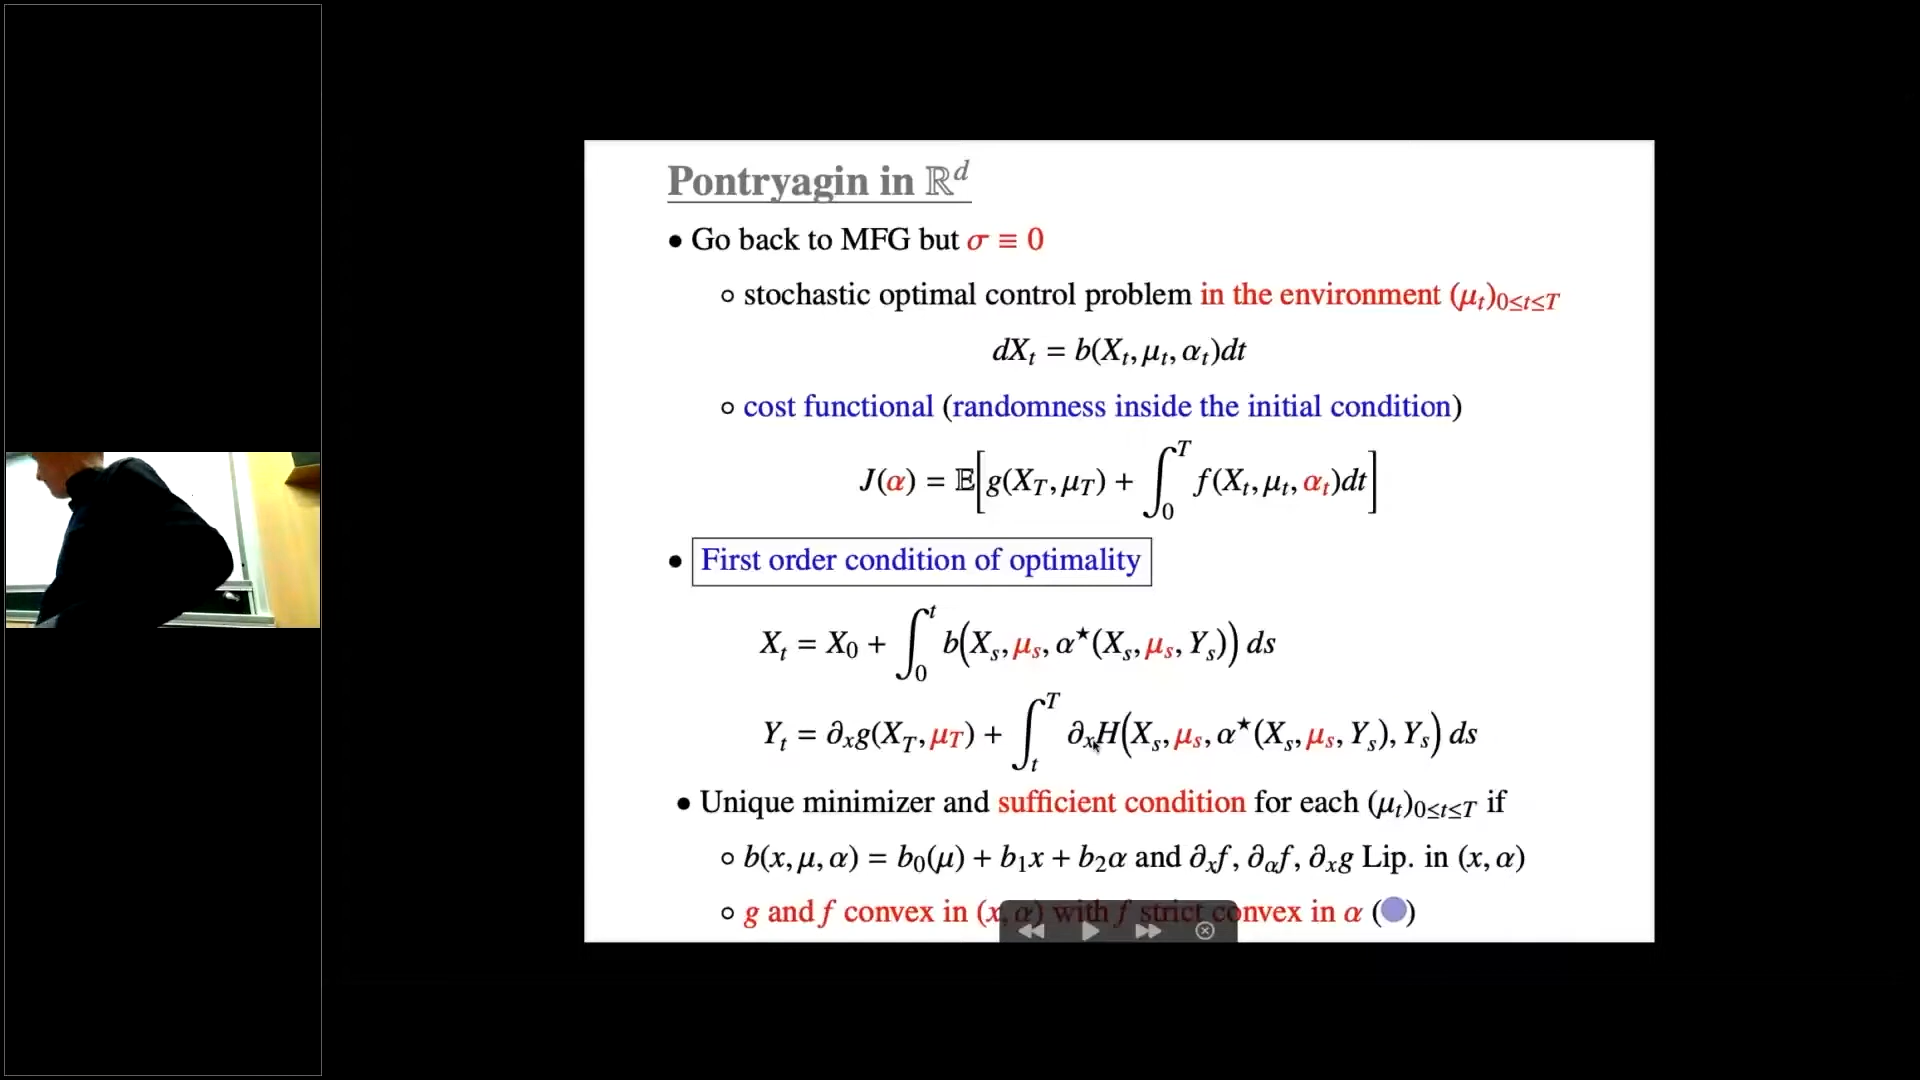 Pontryagin in ℝ^d
• Go back to MFG but σ ≡ 0
∘ stochastic optimal control problem in the environment (μ_t)_{0≤t≤T}
dX_t = b(X_t, μ_t, α_t)dt
∘ cost functional (randomness inside the initial condition)
J(α) = 𝔼[g(X_T, μ_T) + ∫_0^T f(X_t, μ_t, α_t)dt]
• First order condition of optimality
X_t = X_0 + ∫_0^t b(X_s, μ_s, α★(X_s, μ_s, Y_s)) ds
Y_t = ∂_x g(X_T, μ_T) + ∫_t^T ∂_x H(X_s, μ_s, α★(X_s, μ_s, Y_s), Y_s) ds
• Unique minimizer and sufficient condition for each (μ_t)_{0≤t≤T} if
∘ b(x, μ, α) = b_0(μ) + b_1x + b_2α and ∂_x f, ∂_α f, ∂_x g Lip. in (x, α)
∘ g and f convex in (x, α) with f strict convex in α ( )